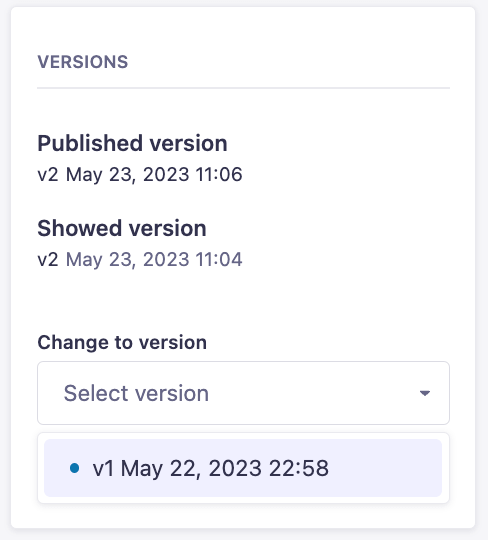 VERSIONS
Published version
v2 May 23, 2023 11:06
Showed version
v2 May 23, 2023 11:04
Change to version
Select version
v1 May 22, 2023 22:58